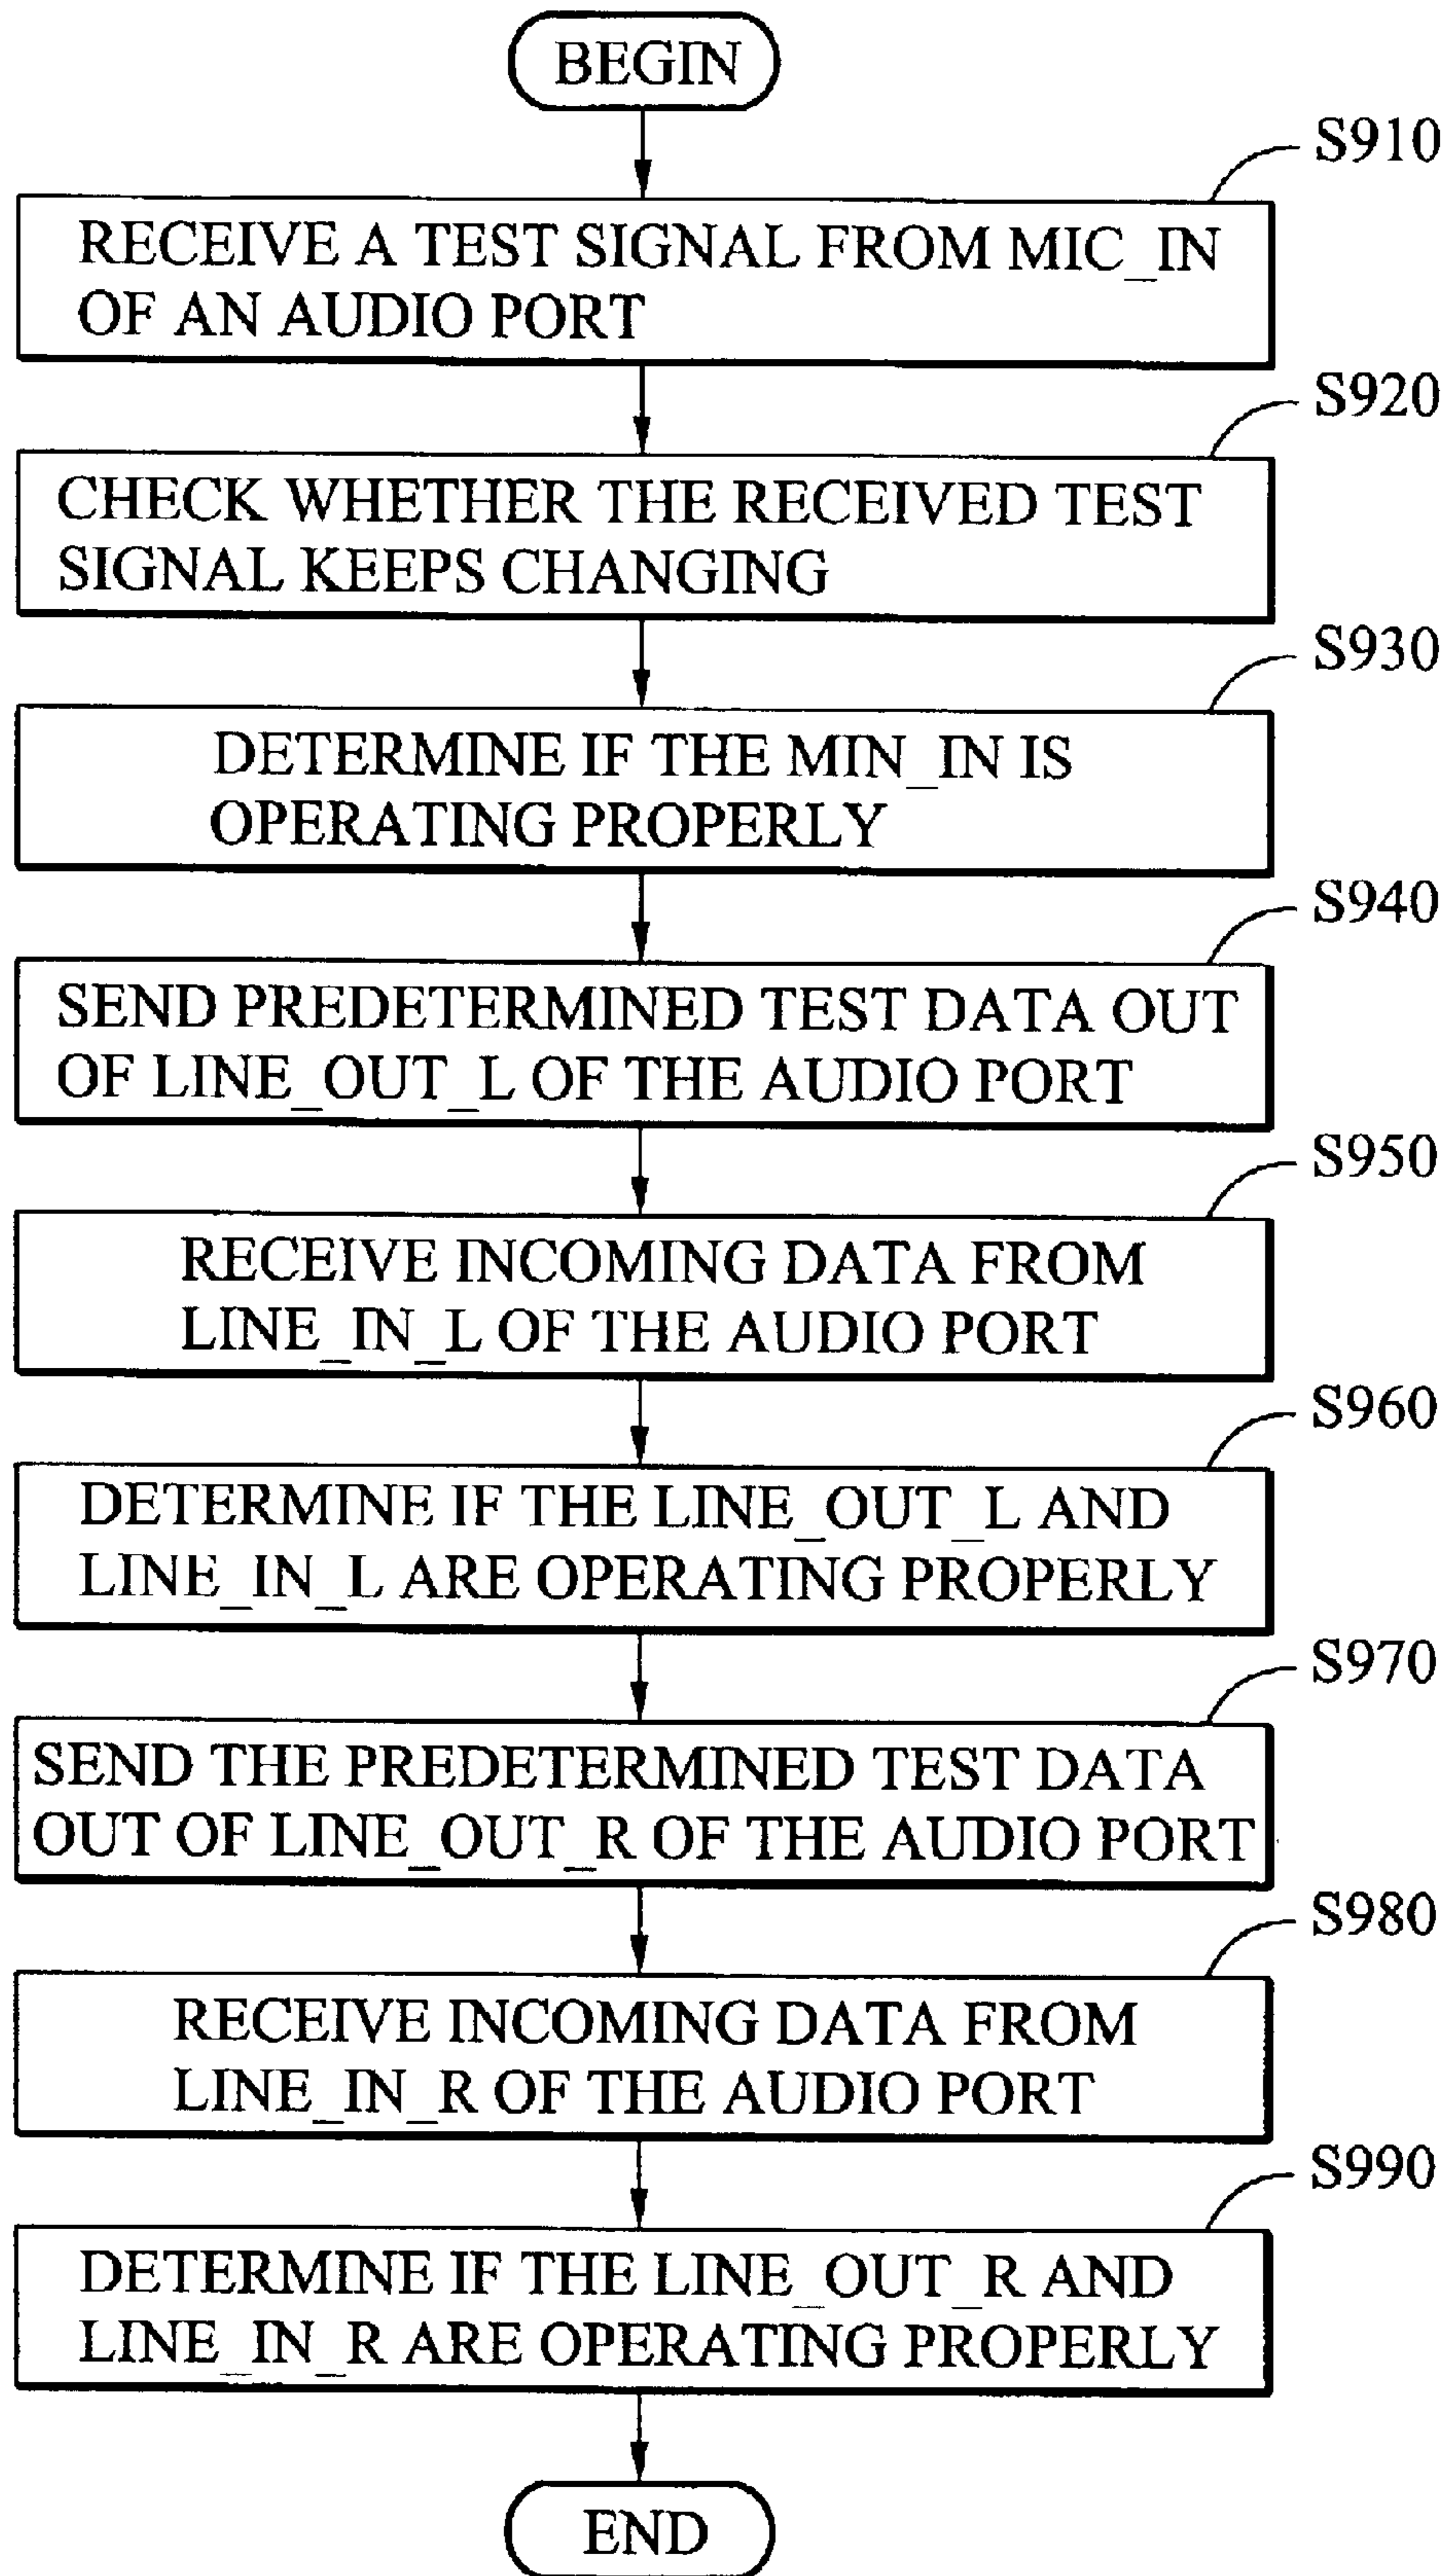 BEGIN
S910
RECEIVE A TEST SIGNAL FROM MIC_IN
OF AN AUDIO PORT
S920
CHECK WHETHER THE RECEIVED TEST
SIGNAL KEEPS CHANGING
S930
DETERMINE IF THE MIN_IN IS
OPERATING PROPERLY
S940
SEND PREDETERMINED TEST DATA OUT
OF LINE_OUT_L OF THE AUDIO PORT
S950
RECEIVE INCOMING DATA FROM
LINE_IN_L OF THE AUDIO PORT
S960
DETERMINE IF THE LINE_OUT_L AND
LINE_IN_L ARE OPERATING PROPERLY
S970
SEND THE PREDETERMINED TEST DATA
OUT OF LINE_OUT_R OF THE AUDIO PORT
S980
RECEIVE INCOMING DATA FROM
LINE_IN_R OF THE AUDIO PORT
S990
DETERMINE IF THE LINE_OUT_R AND
LINE_IN_R ARE OPERATING PROPERLY
END